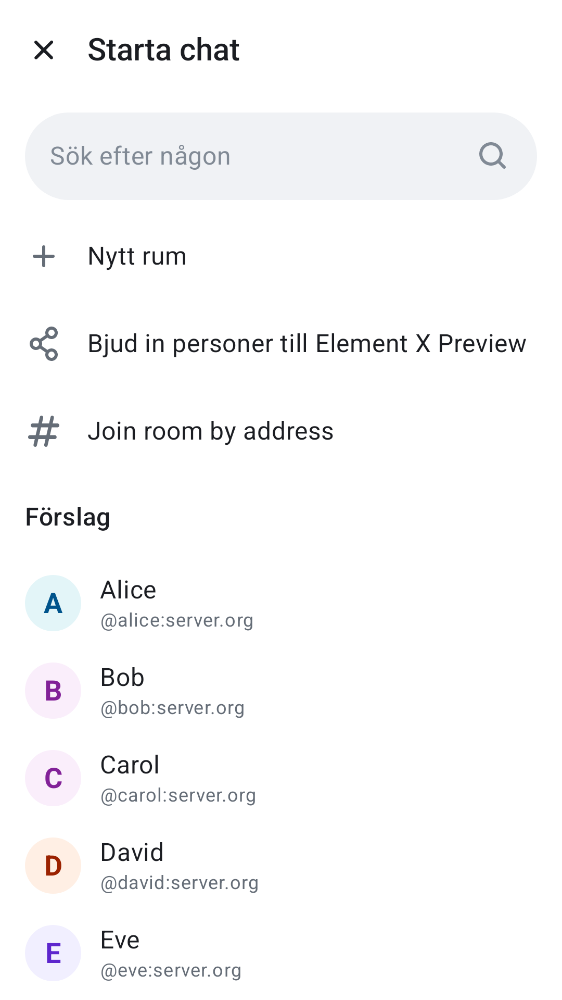 Starta chat
Sök efter någon
Nytt rum
Bjud in personer till Element X Preview
Join room by address
Förslag
A
Alice
@alice:server.org
B
Bob
@bob:server.org
C
Carol
@carol:server.org
D
David
@david:server.org
E
Eve
@eve:server.org